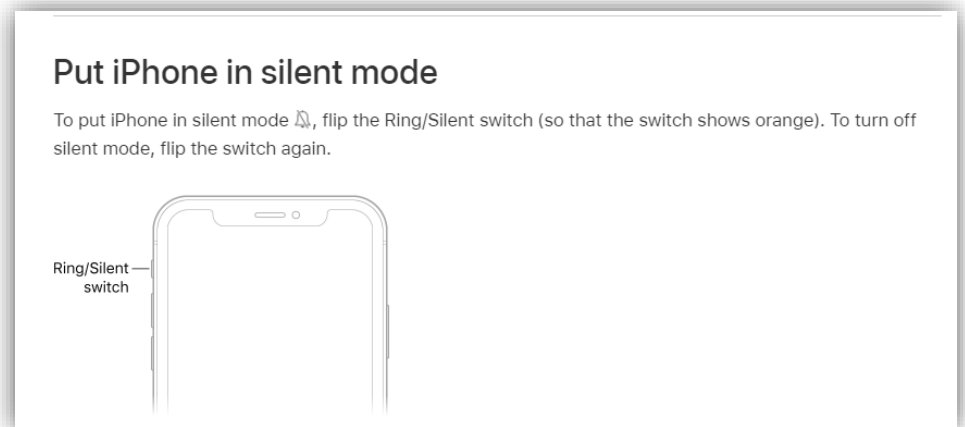 Put iPhone in silent mode
To put iPhone in silent mode , flip the Ring/Silent switch (so that the switch shows orange). To turn off
silent mode, flip the switch again.
Ring/Silent
switch